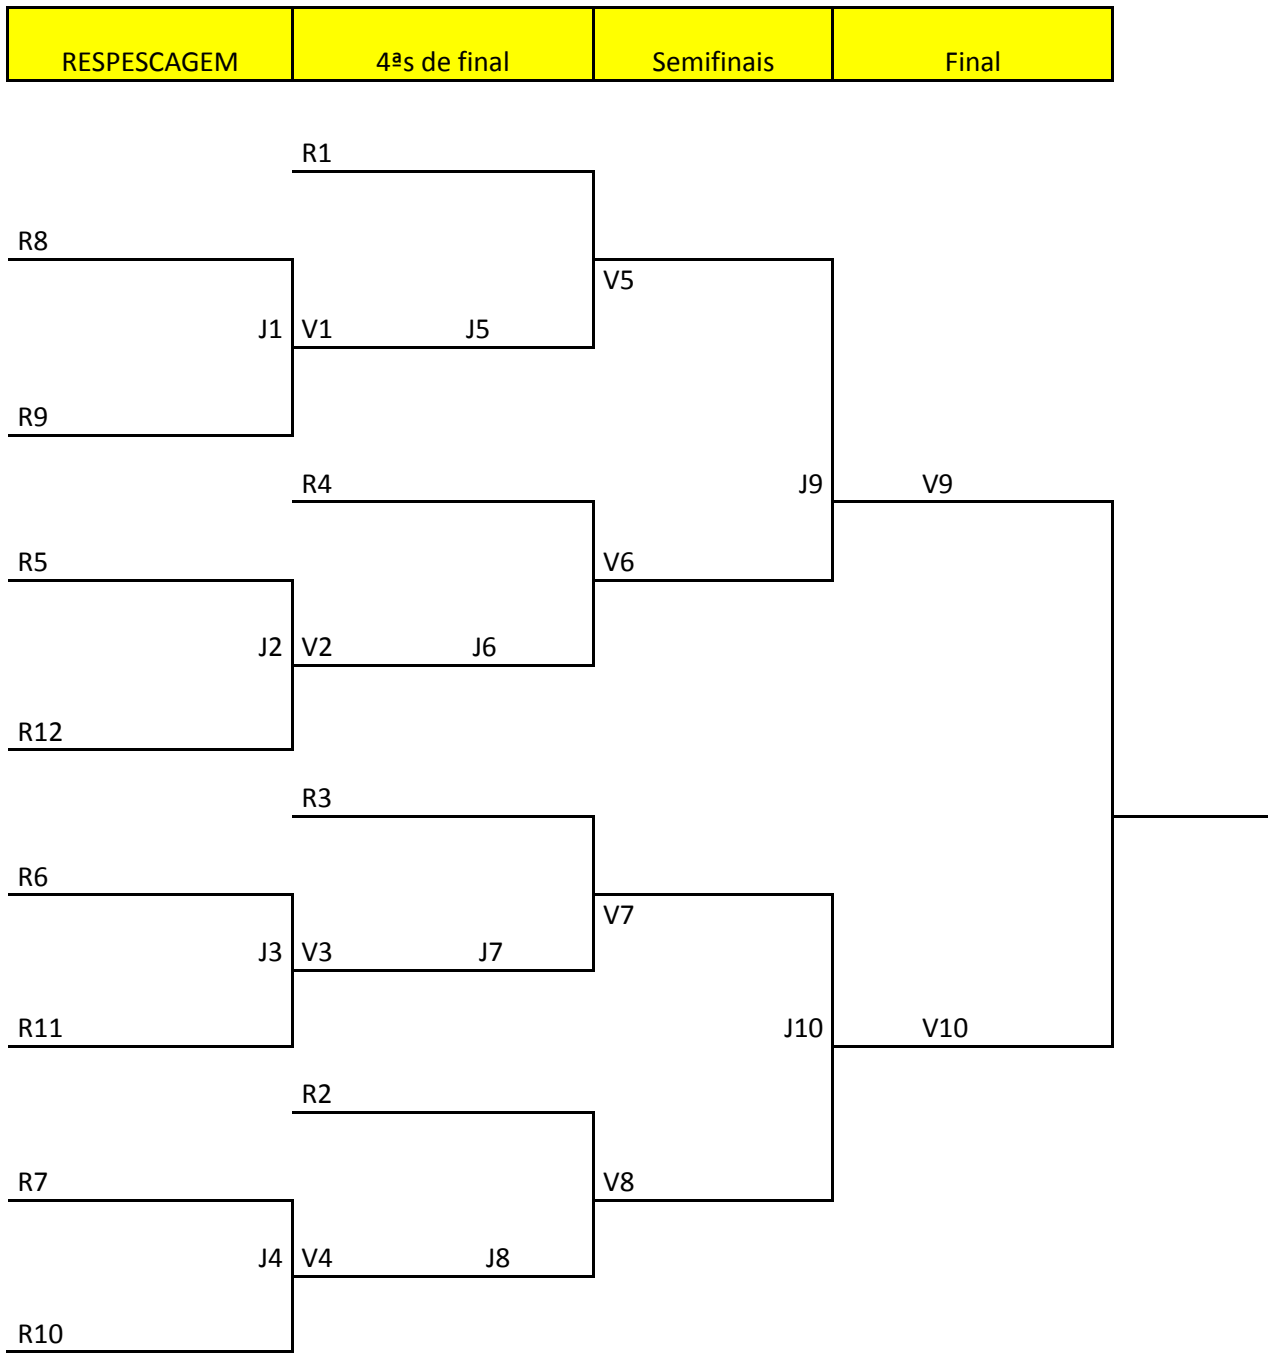 RESPESCAGEM 4ªs de final Semifinais Final
R1
R8
V5
J1 V1 J5
R9
R4 J9 V9
R5 V6
J2 V2 J6
R12
R3
R6
V7
J3 V3 J7
R11 J10 V10
R2
R7 V8
J4 V4 J8
R10